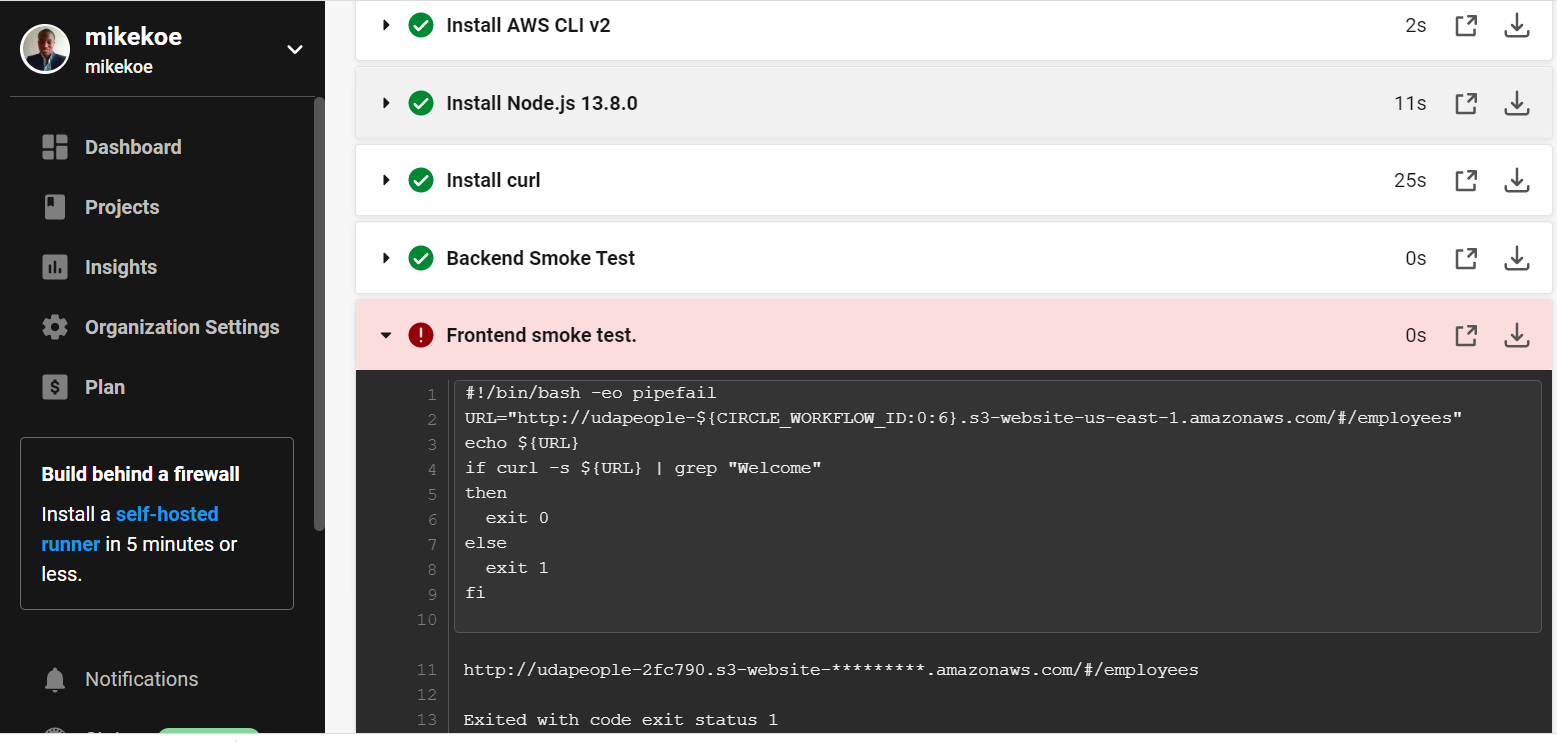 mikekoe
mikekoe
Dashboard
Projects
Insights
Organization Settings
Plan
Build behind a firewall
Install a self-hosted
runner in 5 minutes or
less.
Notifications
Install AWS CLI v2 2s
Install Node.js 13.8.0 11s
Install curl 25s
Backend Smoke Test 0s
Frontend smoke test. 0s
1 #!/bin/bash -eo pipefail
2 URL="http://udapeople-${CIRCLE_WORKFLOW_ID:0:6}.s3-website-us-east-1.amazonaws.com/#/employees"
3 echo ${URL}
4 if curl -s ${URL} | grep "Welcome"
5 then
6 exit 0
7 else
8 exit 1
9 fi
10
11 http://udapeople-2fc790.s3-website-*********.amazonaws.com/#/employees
12
13 Exited with code exit status 1